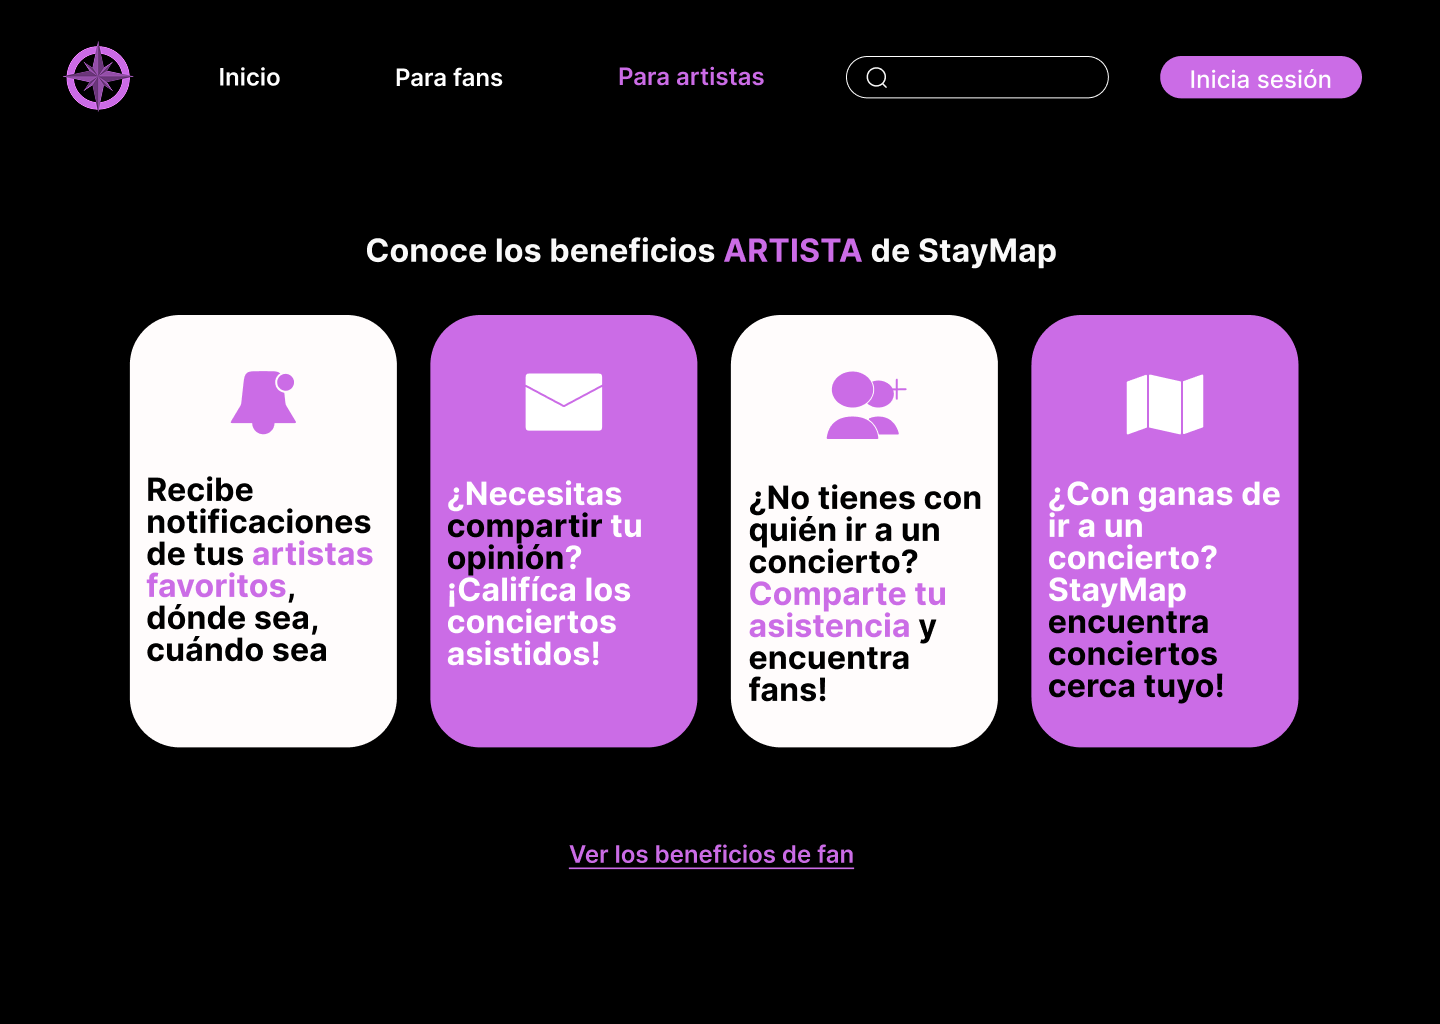 Inicio
Para fans
Para artistas
Inicia sesión
Conoce los beneficios ARTISTA de StayMap
Recibe
notificaciones
de tus artistas
favoritos,
dónde sea,
cuándo sea
¿Necesitas
compartir tu
opinión?
¡Califíca los
conciertos
asistidos!
¿No tienes con
quién ir a un
concierto?
Comparte tu
asistencia y
encuentra
fans!
¿Con ganas de
ir a un
concierto?
StayMap
encuentra
conciertos
cerca tuyo!
Ver los beneficios de fan